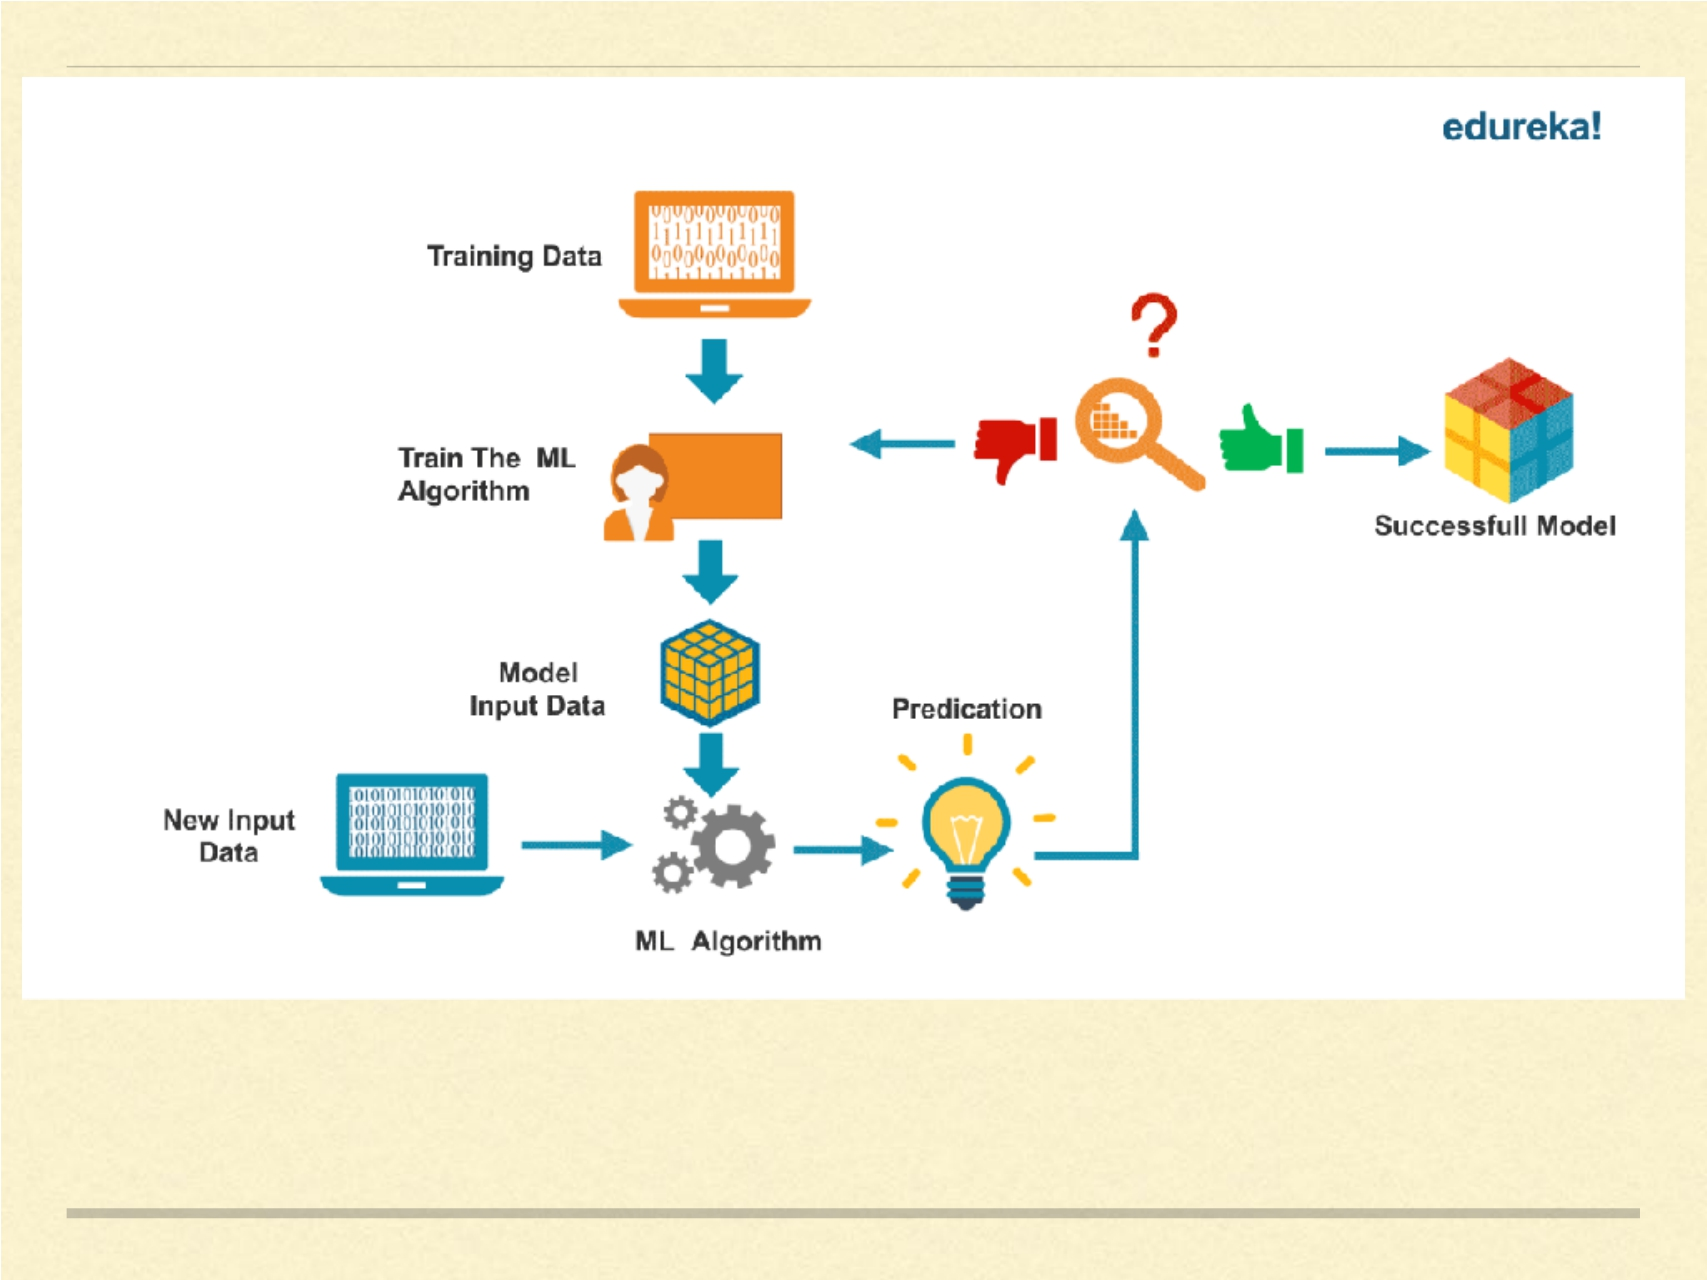 edureka!
Training Data
Train The ML
Algorithm
Model
Input Data
Predication
New Input
Data
ML Algorithm
Successfull Model
?